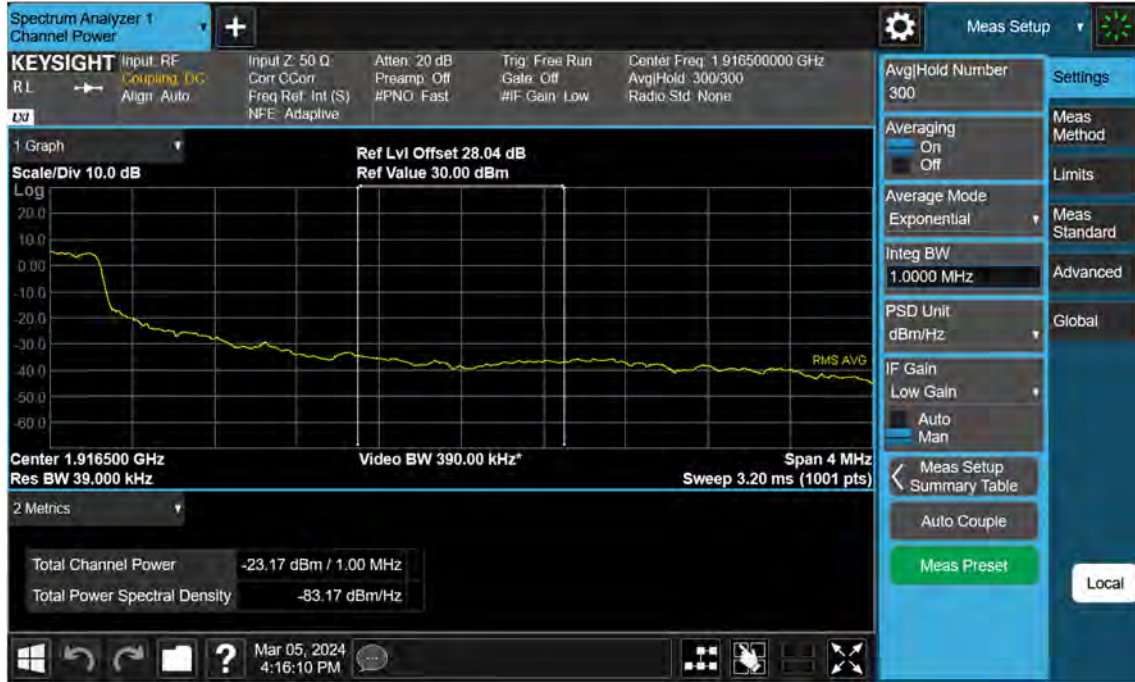 Spectrum Analyzer 1
Channel Power
+
Meas Setup
KEYSIGHT
RL
LXI
Input: RF
Coupling: DC
Align: Auto
Input Z: 50 Ω
Corr CCorr
Freq Ref: Int (S)
NFE: Adaptive
Atten: 20 dB
Preamp: Off
#PNO: Fast
Trig: Free Run
Gate: Off
#IF Gain: Low
Center Freq: 1.916500000 GHz
Avg|Hold: 300/300
Radio Std: None
1 Graph
Scale/Div 10.0 dB
Ref Lvl Offset 28.04 dB
Ref Value 30.00 dBm
Log
20.0
10.0
0.00
-10.0
-20.0
-30.0
-40.0
-50.0
-60.0
RMS AVG
Center 1.916500 GHz
Video BW 390.00 kHz*
Span 4 MHz
Res BW 39.000 kHz
Sweep 3.20 ms (1001 pts)
2 Metrics
Total Channel Power
-23.17 dBm / 1.00 MHz
Total Power Spectral Density
-83.17 dBm/Hz
?
Mar 05, 2024
4:16:10 PM
Avg|Hold Number
300
Averaging
On
Off
Average Mode
Exponential
Integ BW
1.0000 MHz
PSD Unit
dBm/Hz
IF Gain
Low Gain
Auto
Man
Meas Setup
Summary Table
Auto Couple
Meas Preset
Settings
Meas
Method
Limits
Meas
Standard
Advanced
Global
Local